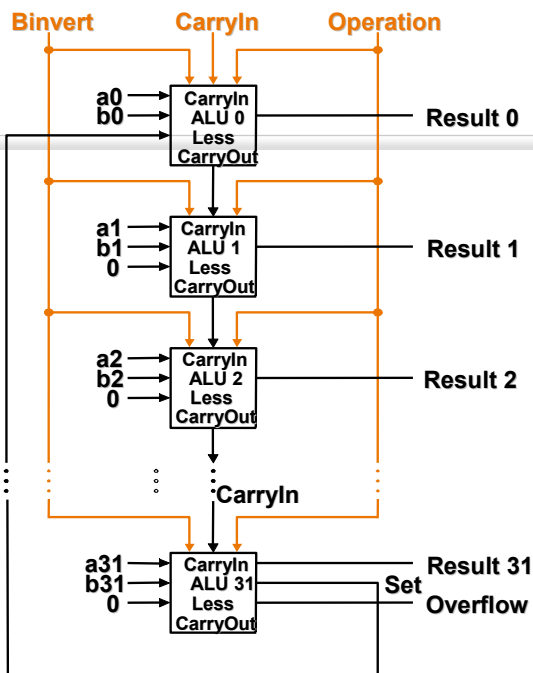 Binvert CarryIn Operation
a0
b0
CarryIn
ALU 0
Less
CarryOut
Result 0
a1
b1
0
CarryIn
ALU 1
Less
CarryOut
Result 1
a2
b2
0
CarryIn
ALU 2
Less
CarryOut
Result 2
CarryIn
a31
b31
0
CarryIn
ALU 31
Less
CarryOut
Result 31
Set
Overflow